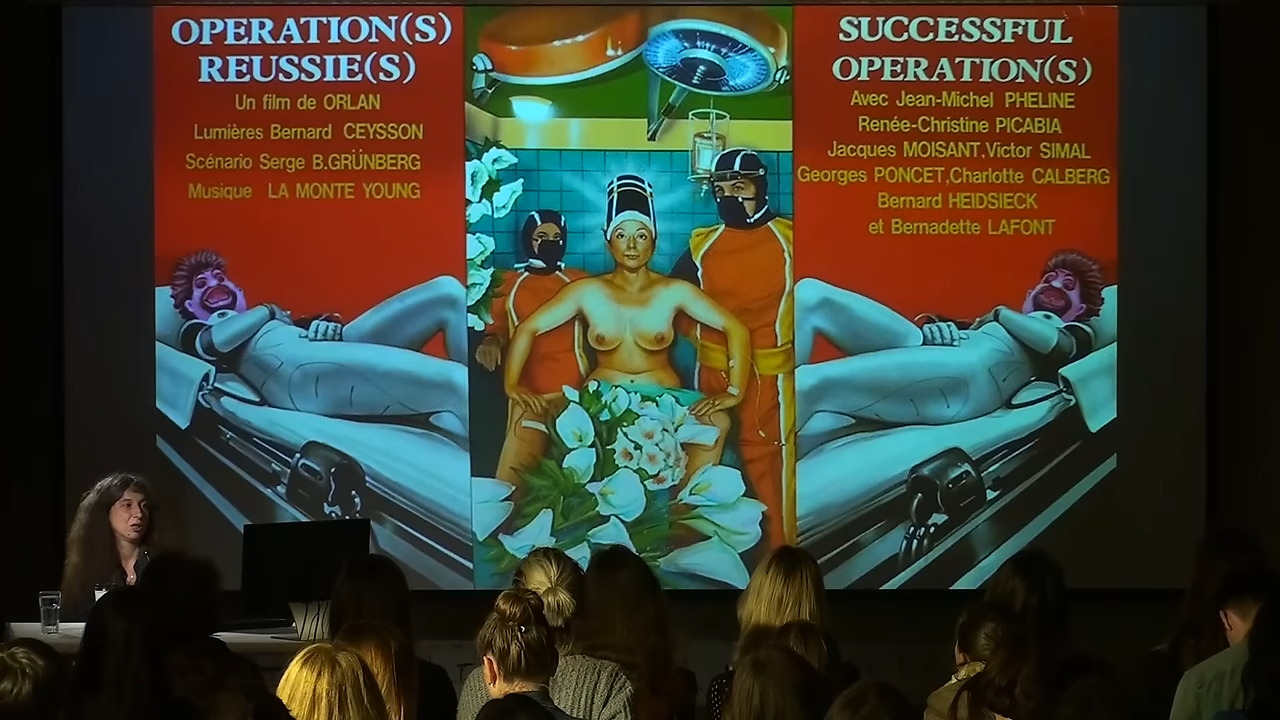 OPERATION(S)
REUSSIE(S)
Un film de ORLAN
Lumières Bernard CEYSSON
Scénario Serge B.GRÜNBERG
Musique LA MONTE YOUNG
SUCCESSFUL
OPERATION(S)
Avec Jean-Michel PHELINE
Renée-Christine PICABIA
Jacques MOISANT,Victor SIMAL
Georges PONCET,Charlotte CALBERG
Bernard HEIDSIECK
et Bernadette LAFONT